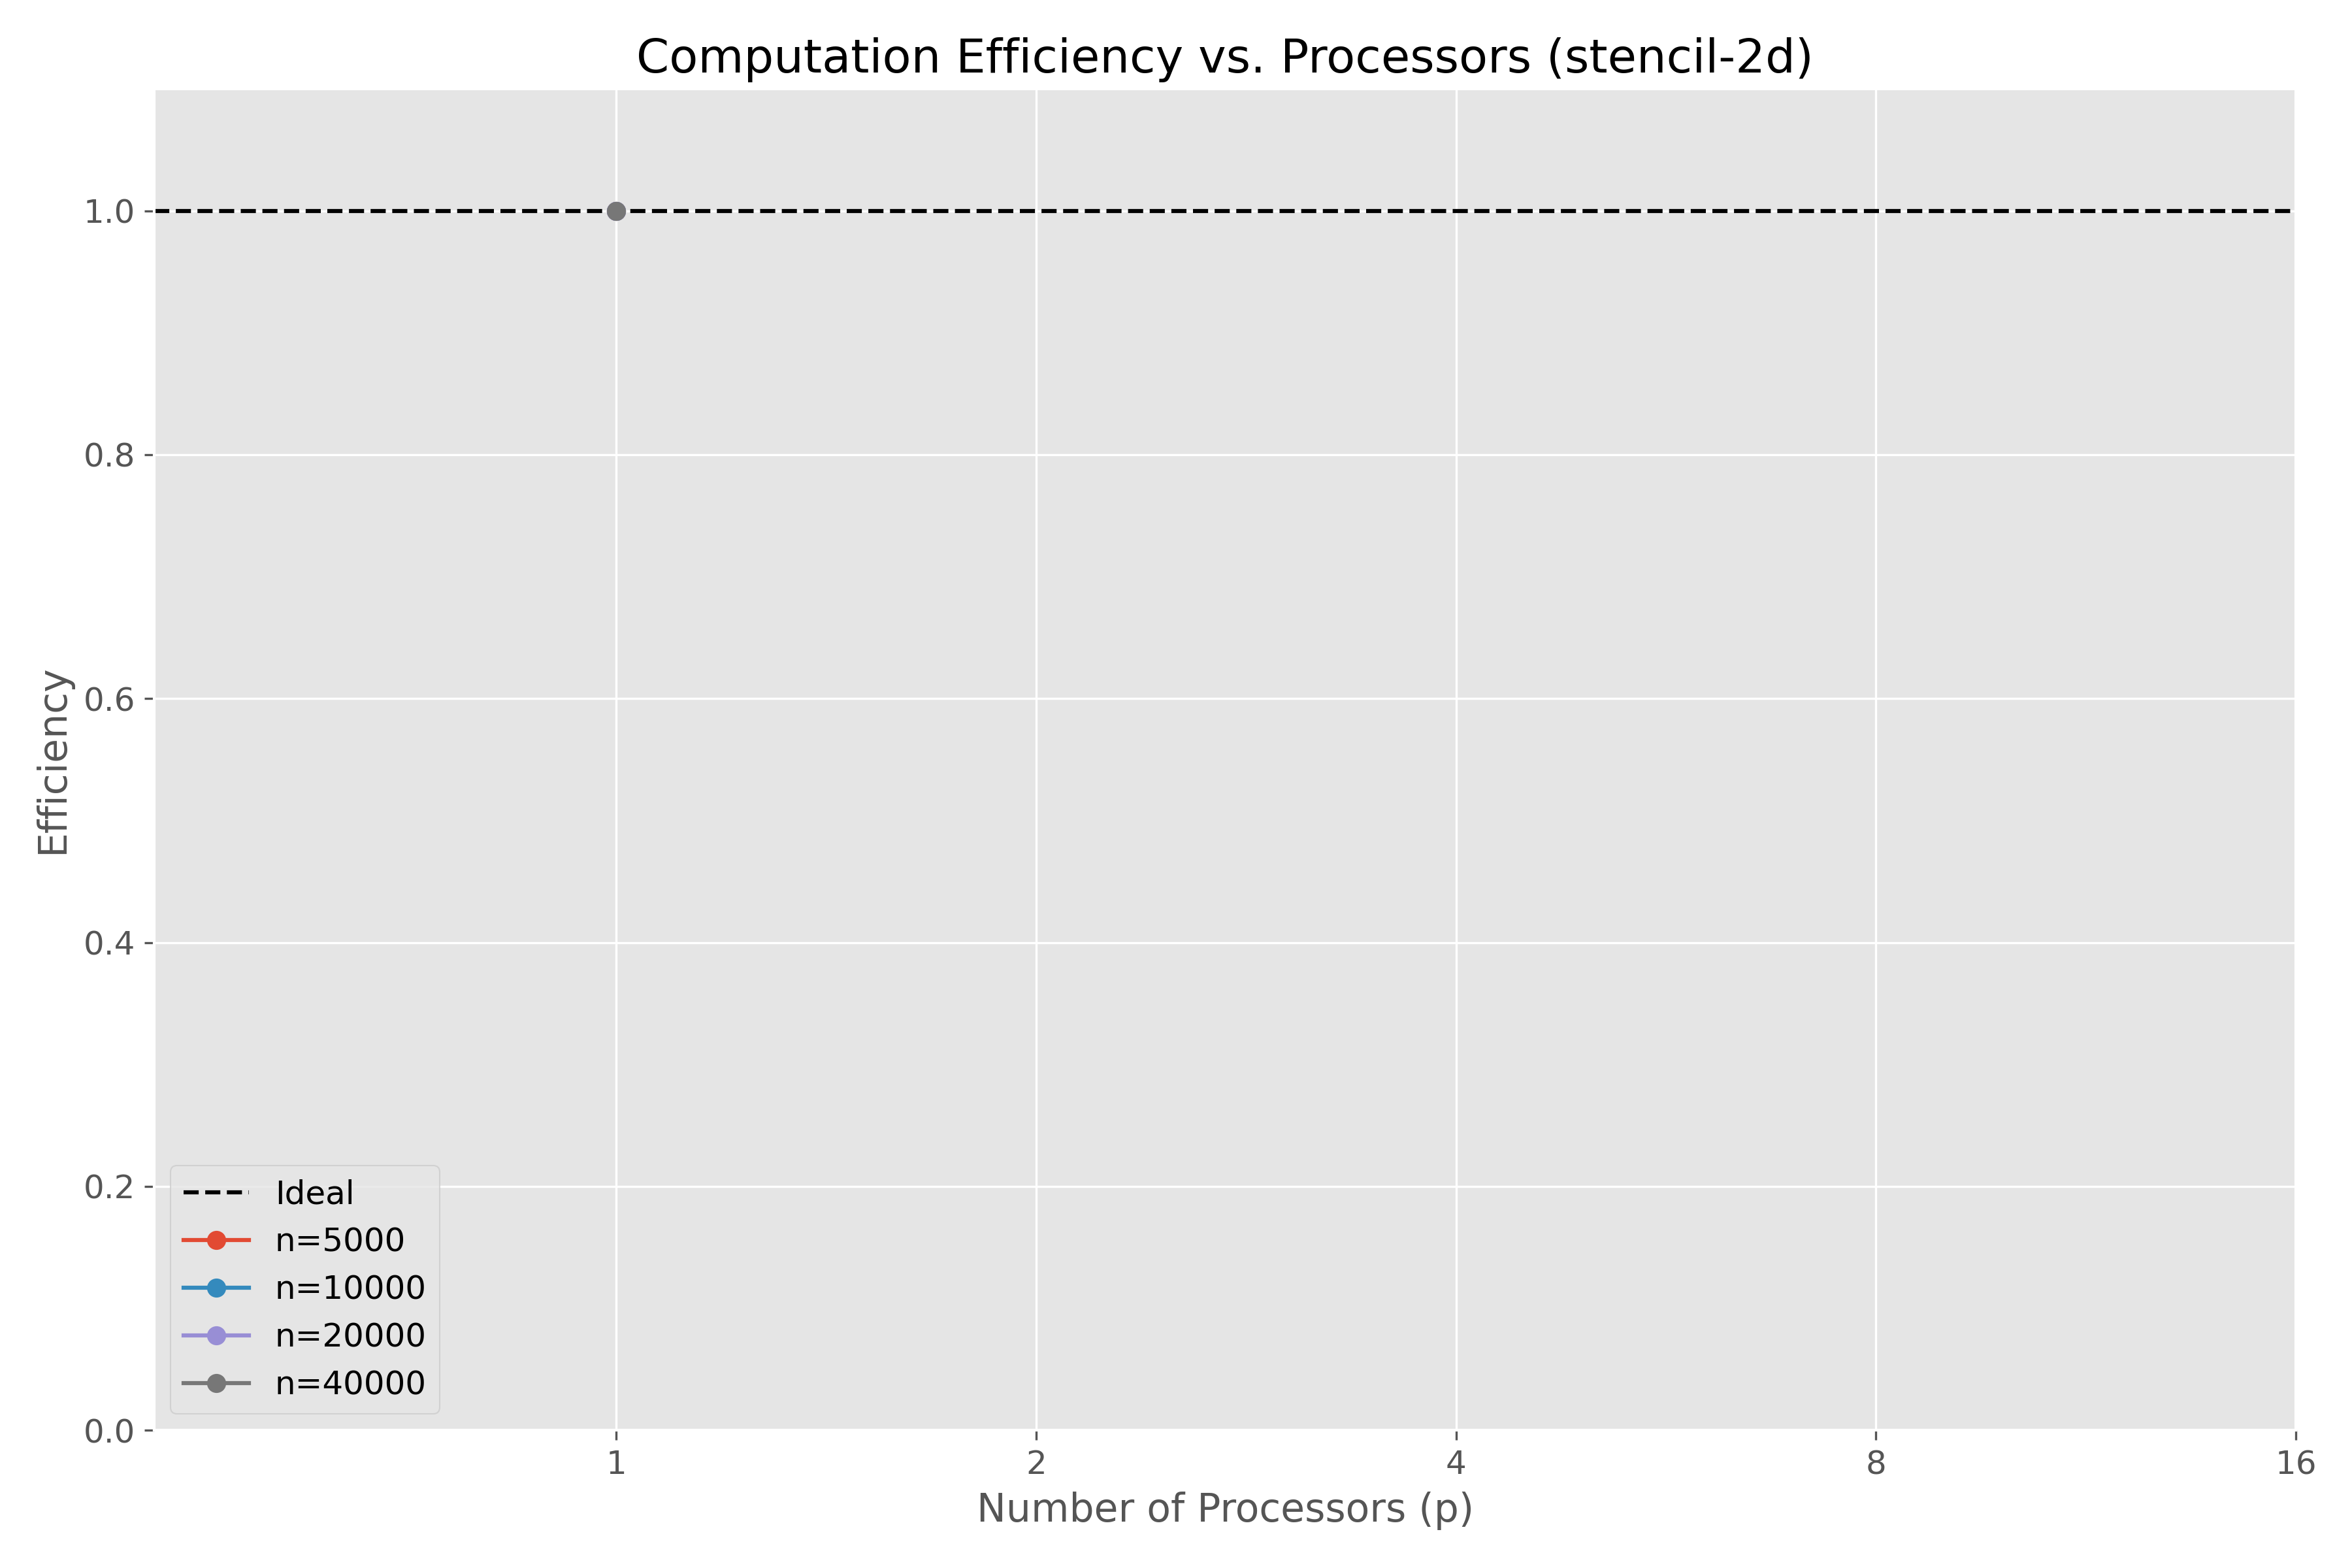 Computation Efficiency vs. Processors (stencil-2d)
Efficiency
1.0
0.8
0.6
0.4
0.2
0.0
Ideal
n=5000
n=10000
n=20000
n=40000
1 2 4 8 16
Number of Processors (p)